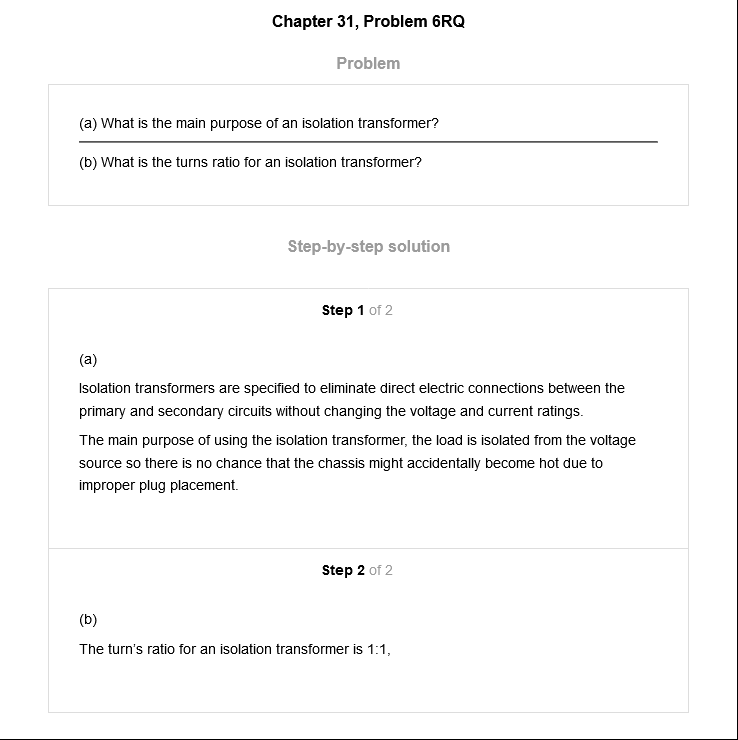 Chapter 31, Problem 6RQ
Problem
(a) What is the main purpose of an isolation transformer?
(b) What is the turns ratio for an isolation transformer?
Step-by-step solution
Step 1 of 2
(a)
Isolation transformers are specified to eliminate direct electric connections between the
primary and secondary circuits without changing the voltage and current ratings.
The main purpose of using the isolation transformer, the load is isolated from the voltage
source so there is no chance that the chassis might accidentally become hot due to
improper plug placement.
Step 2 of 2
(b)
The turn’s ratio for an isolation transformer is 1:1,